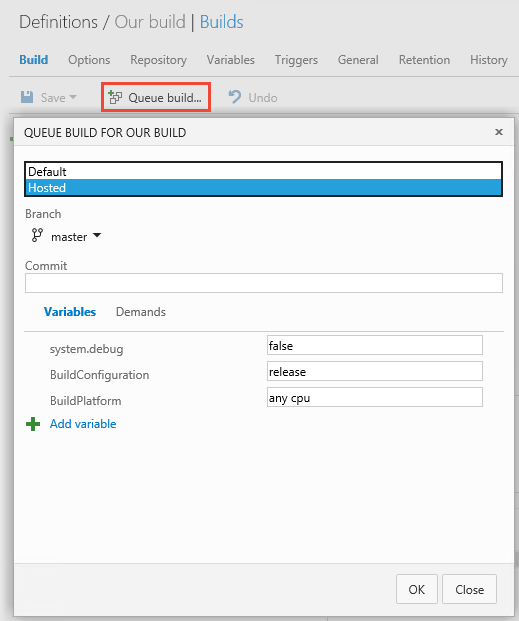 Definitions / Our build | Builds
Build Options Repository Variables Triggers General Retention History
Save Queue build... Undo
QUEUE BUILD FOR OUR BUILD
Default
Hosted
Branch
master
Commit
Variables Demands
system.debug false
BuildConfiguration release
BuildPlatform any cpu
Add variable
OK Close